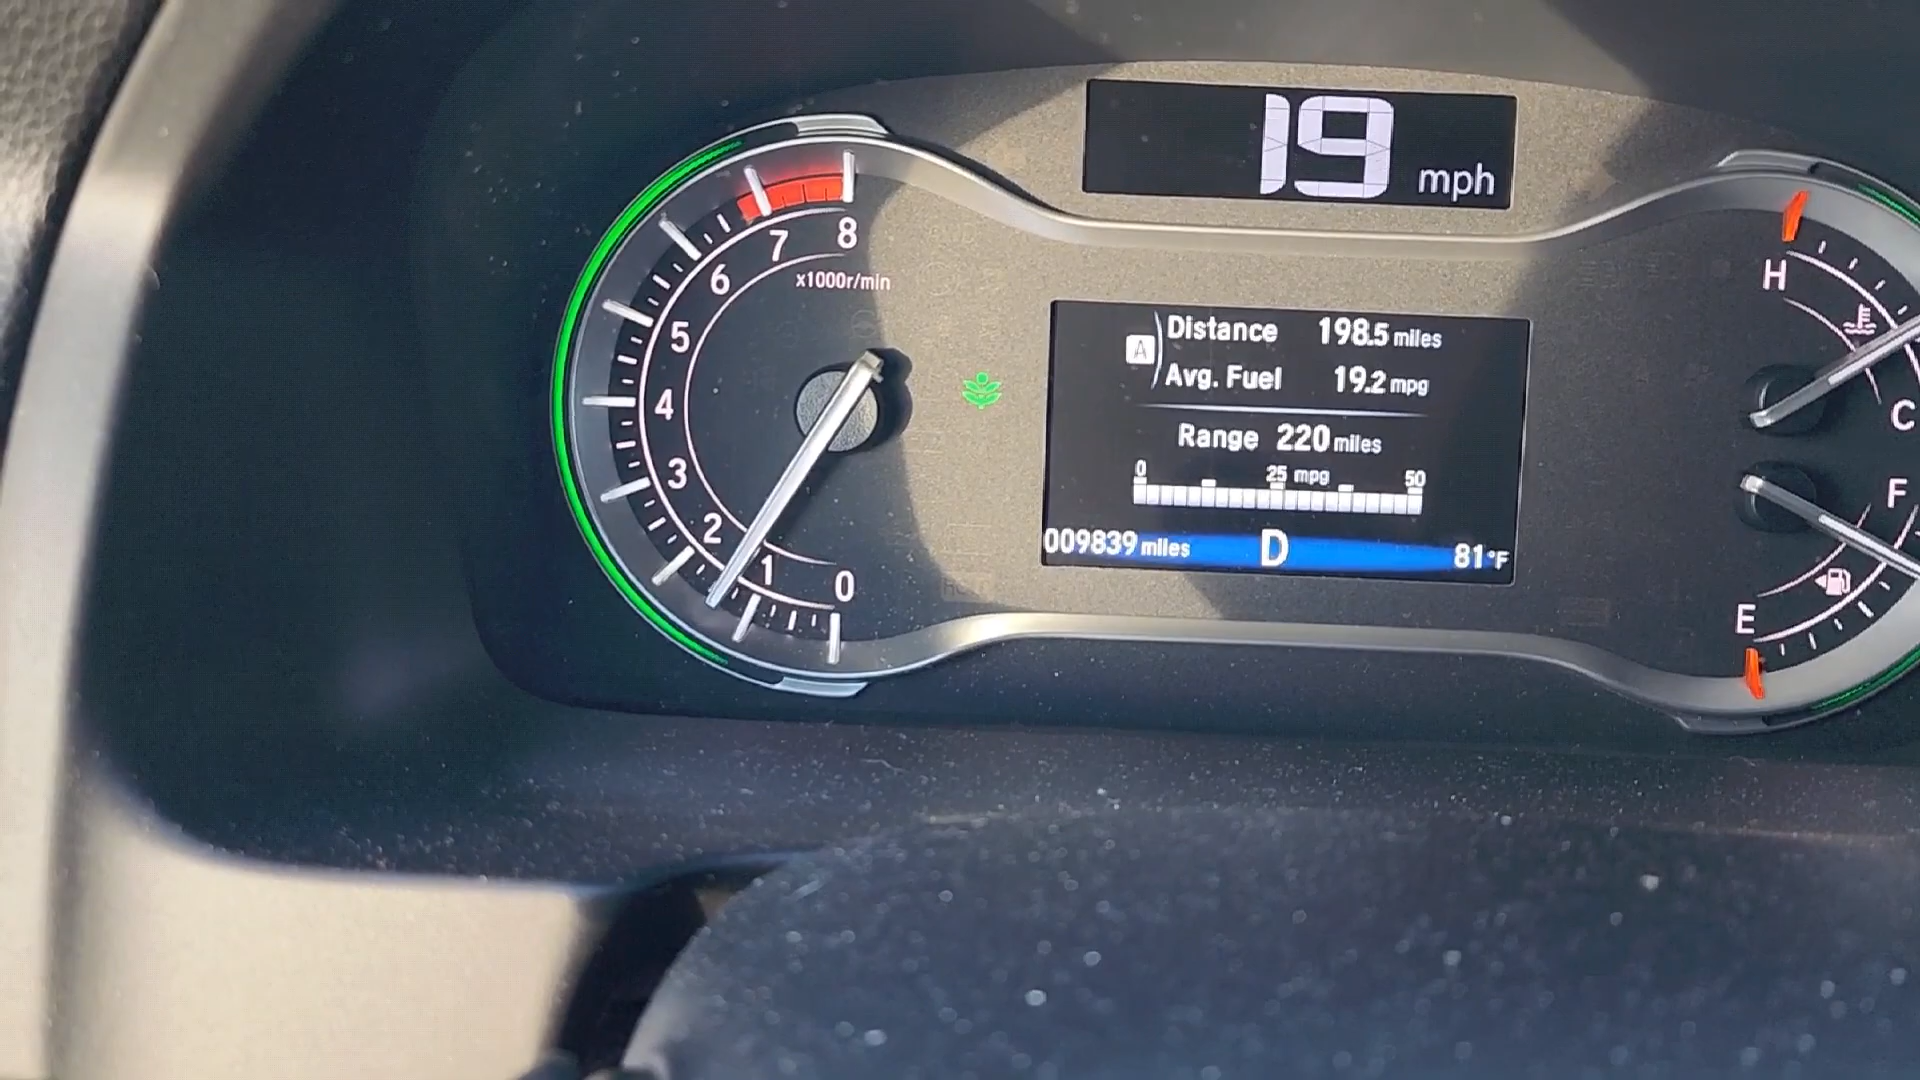 19 mph
8
7
6
x1000r/min
5
4
3
2
1
0
A
Distance 198.5 miles
Avg. Fuel 19.2 mpg
Range 220 miles
0 25 mpg 50
009839 miles D 81°F
H
C
F
E